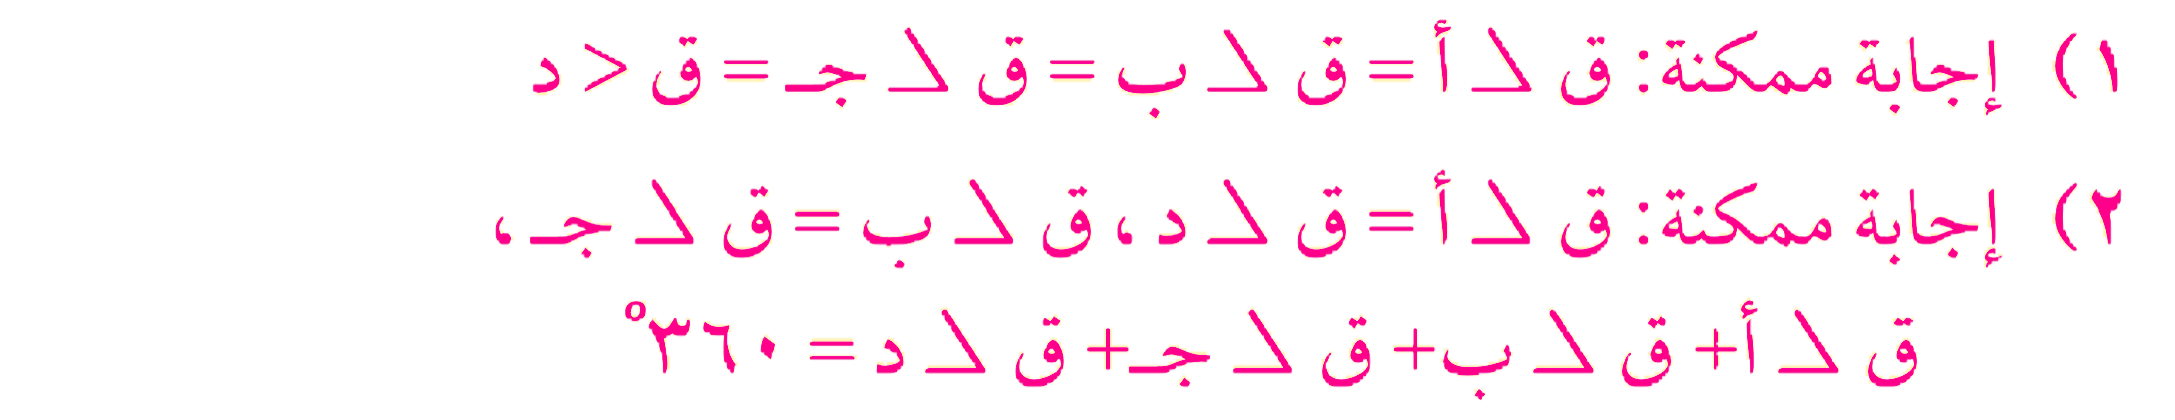 ١) إجابة ممكنة: ق ∠ أ = ق ∠ ب = ق ∠ جـ = ق < د
٢) إجابة ممكنة: ق ∠ أ = ق ∠ د، ق ∠ ب = ق ∠ جـ،
ق ∠ أ + ق ∠ ب + ق ∠ جـ + ق ∠ د = ٣٦٠°